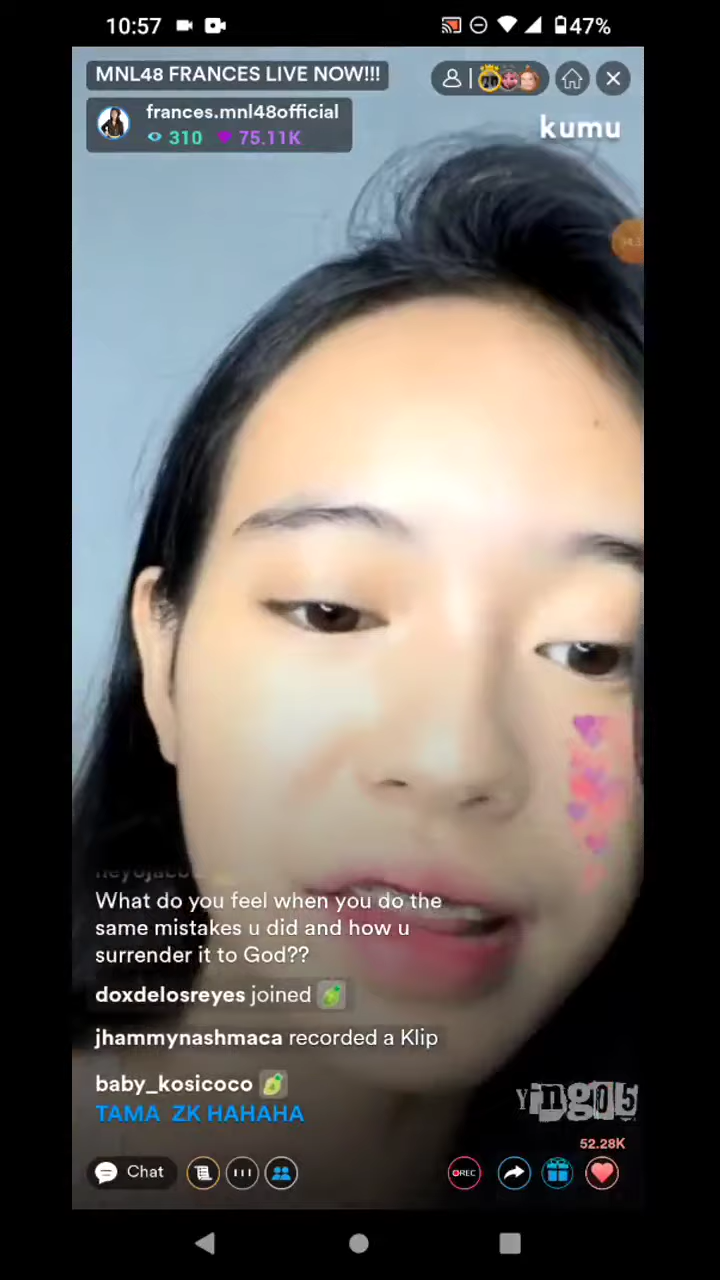 10:57
47%
MNL48 FRANCES LIVE NOW!!!
frances.mnl48official
310 75.11K
kumu
What do you feel when you do the
same mistakes u did and how u
surrender it to God??
doxdelosreyes joined
jhammynashmaca recorded a Klip
baby_kosicoco
TAMA ZK HAHAHA
Ying05
52.28K
Chat
REC